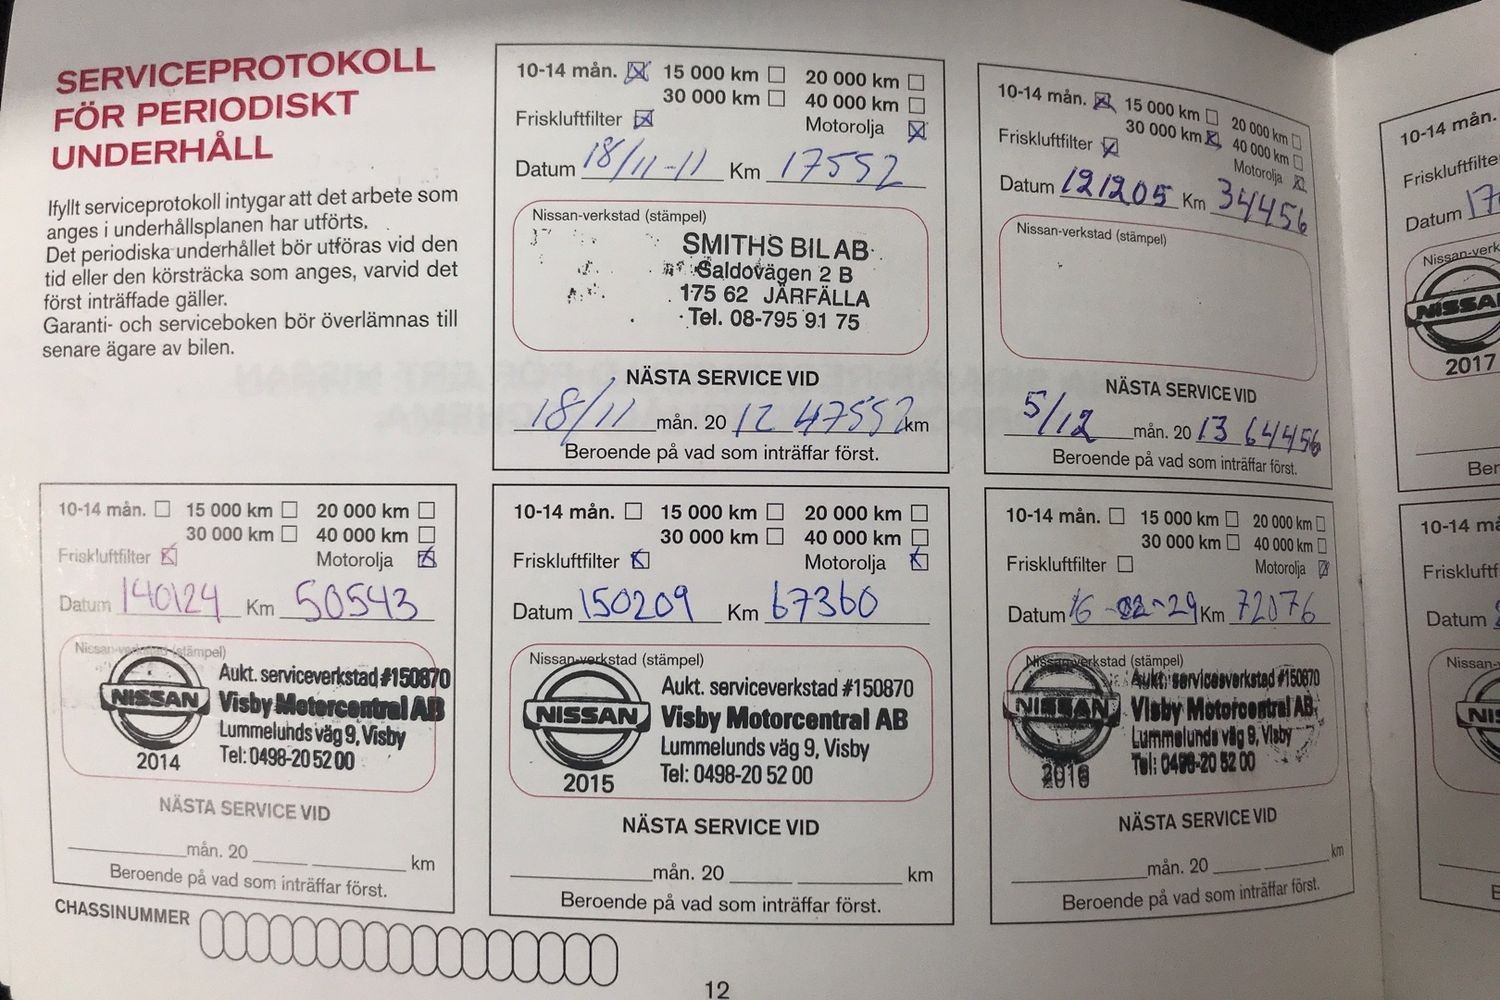 SERVICEPROTOKOLL
FÖR PERIODISKT
UNDERHÅLL
Ifyllt serviceprotokoll intygar att det arbete som
anges i underhållsplanen har utförts.
Det periodiska underhållet bör utföras vid den
tid eller den körsträcka som anges, varvid det
först inträffade gäller.
Garanti- och serviceboken bör överlämnas till
senare ägare av bilen.
10-14 mån. 15 000 km 20 000 km
30 000 km 40 000 km
Friskluftfilter Motorolja
Datum 18/11-11 Km 17552
Nissan-verkstad (stämpel)
SMITHS BIL AB
Saldovägen 2 B
175 62 JÄRFÄLLA
Tel. 08-795 91 75
NÄSTA SERVICE VID
18/11 mån. 20 12 47552 km
Beroende på vad som inträffar först.
10-14 mån. 15 000 km 20 000 km
30 000 km 40 000 km
Friskluftfilter Motorolja
Datum 121205 Km 34456
Nissan-verkstad (stämpel)
NÄSTA SERVICE VID
5/12 mån. 20 13 64456
Beroende på vad som inträffar först.
10-14 mån.
Friskluftfilte
Datum 17
Nissan-verk
NISSA
2017
Ber
10-14 mån. 15 000 km 20 000 km
30 000 km 40 000 km
Friskluftfilter Motorolja
Datum 140124 Km 50543
Nissan-verkstad (stämpel)
NISSAN
2014
Aukt. serviceverkstad #150870
Visby Motorcentral AB
Lummelunds väg 9, Visby
Tel: 0498-20 52 00
NÄSTA SERVICE VID
mån. 20 km
Beroende på vad som inträffar först.
10-14 mån. 15 000 km 20 000 km
30 000 km 40 000 km
Friskluftfilter Motorolja
Datum 150209 Km 67360
Nissan-verkstad (stämpel)
NISSAN
2015
Aukt. serviceverkstad #150870
Visby Motorcentral AB
Lummelunds väg 9, Visby
Tel: 0498-20 52 00
NÄSTA SERVICE VID
mån. 20 km
Beroende på vad som inträffar först.
10-14 mån. 15 000 km 20 000 km
30 000 km 40 000 km
Friskluftfilter Motorolja
Datum 16-02-29 Km 72076
Nissan-verkstad (stämpel)
NISSAN
2016
Aukt. serviceverkstad #150870
Visby Motorcentral AB
Lummelunds väg 9, Visby
Tel: 0498-20 52 00
NÄSTA SERVICE VID
mån. 20 km
Beroende på vad som inträffar först.
10-14 må
Friskluftf
Datum
Nissan-
NIS
CHASSINUMMER
12